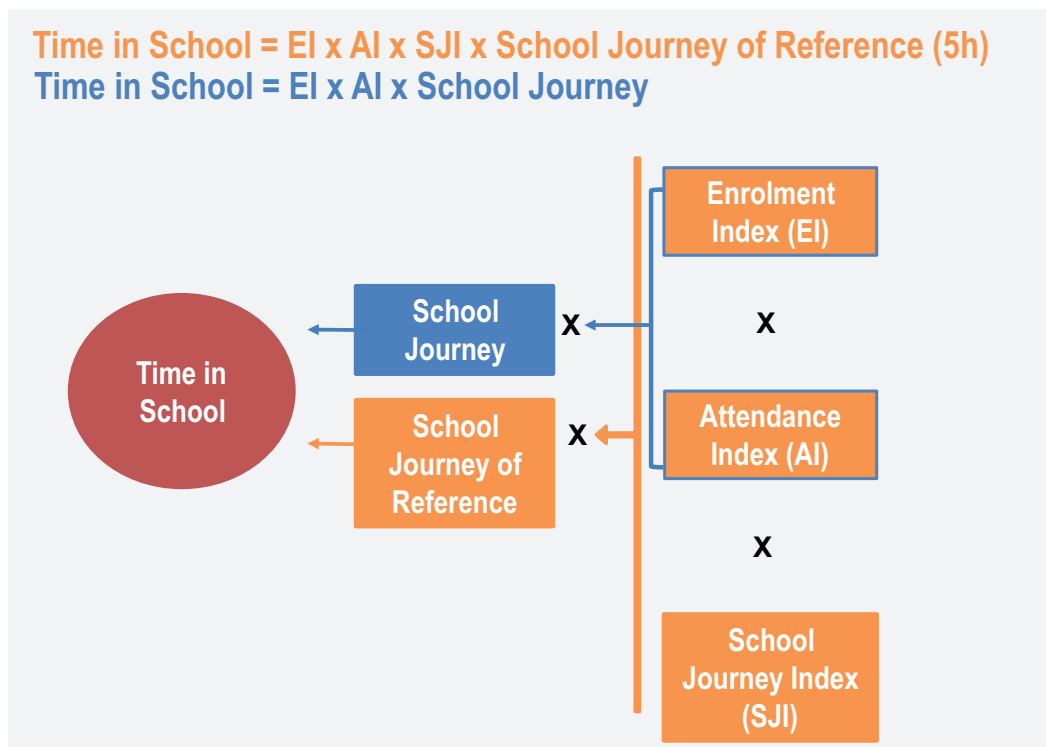 Time in School = EI x AI x SJI x School Journey of Reference (5h)
Time in School = EI x AI x School Journey
Enrolment
Index (EI)
School
Journey
X
X
Time in
School
School
Journey of
Reference
X
Attendance
Index (AI)
X
School
Journey Index
(SJI)